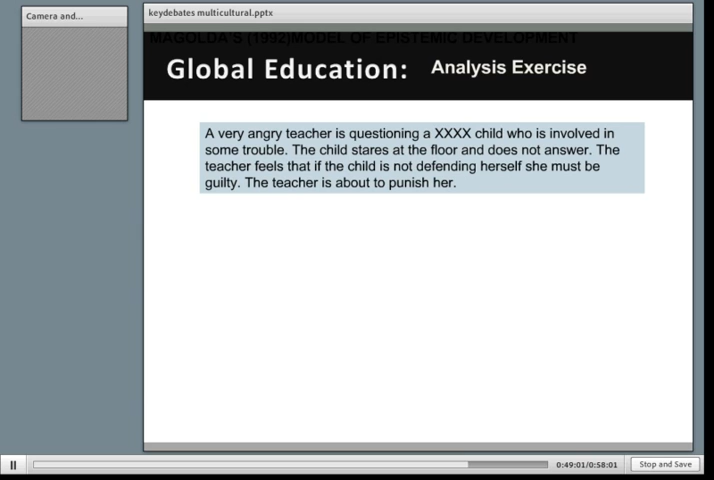 Camera and...
keydebates multicultural.pptx
MAGOLDA'S (1992)MODEL OF EPISTEMIC DEVELOPMENT
Global Education: Analysis Exercise
A very angry teacher is questioning a XXXX child who is involved in
some trouble. The child stares at the floor and does not answer. The
teacher feels that if the child is not defending herself she must be
guilty. The teacher is about to punish her.
0:49:01/0:58:01
Stop and Save